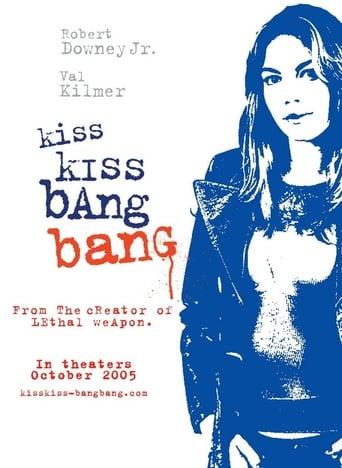 Robert
Downey Jr.
Val
Kilmer
kiss
kISS
bAng
banG
From The cReator of
LEthal weApon.
In theaters
October 2005
kisskiss-bangbang.com